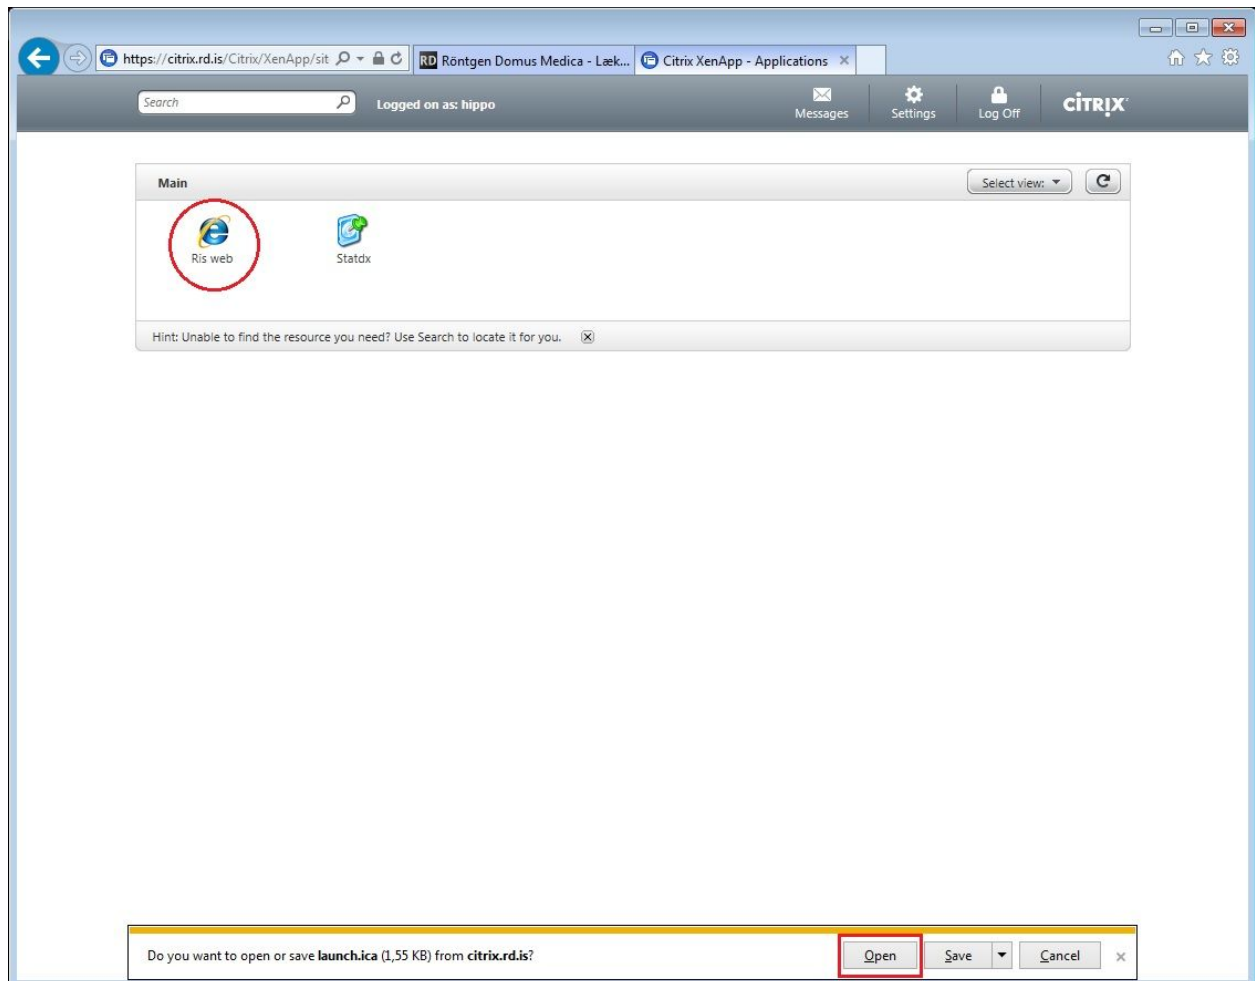 https://citrix.rd.is/Citrix/XenApp/sit
RD Röntgen Domus Medica - Læk...
Citrix XenApp - Applications
Search
Logged on as: hippo
Messages
Settings
Log Off
CITRIX
Main
Select view:
Ris web
Statdx
Hint: Unable to find the resource you need? Use Search to locate it for you.
Do you want to open or save launch.ica (1,55 KB) from citrix.rd.is?
Open
Save
Cancel